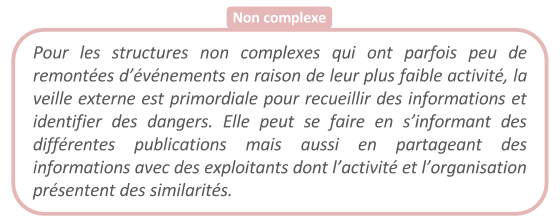 Non complexe
Pour les structures non complexes qui ont parfois peu de
remontées d'événements en raison de leur plus faible activité, la
veille externe est primordiale pour recueillir des informations et
identifier des dangers. Elle peut se faire en s'informant des
différentes publications mais aussi en partageant des
informations avec des exploitants dont l'activité et l'organisation
présentent des similarités.